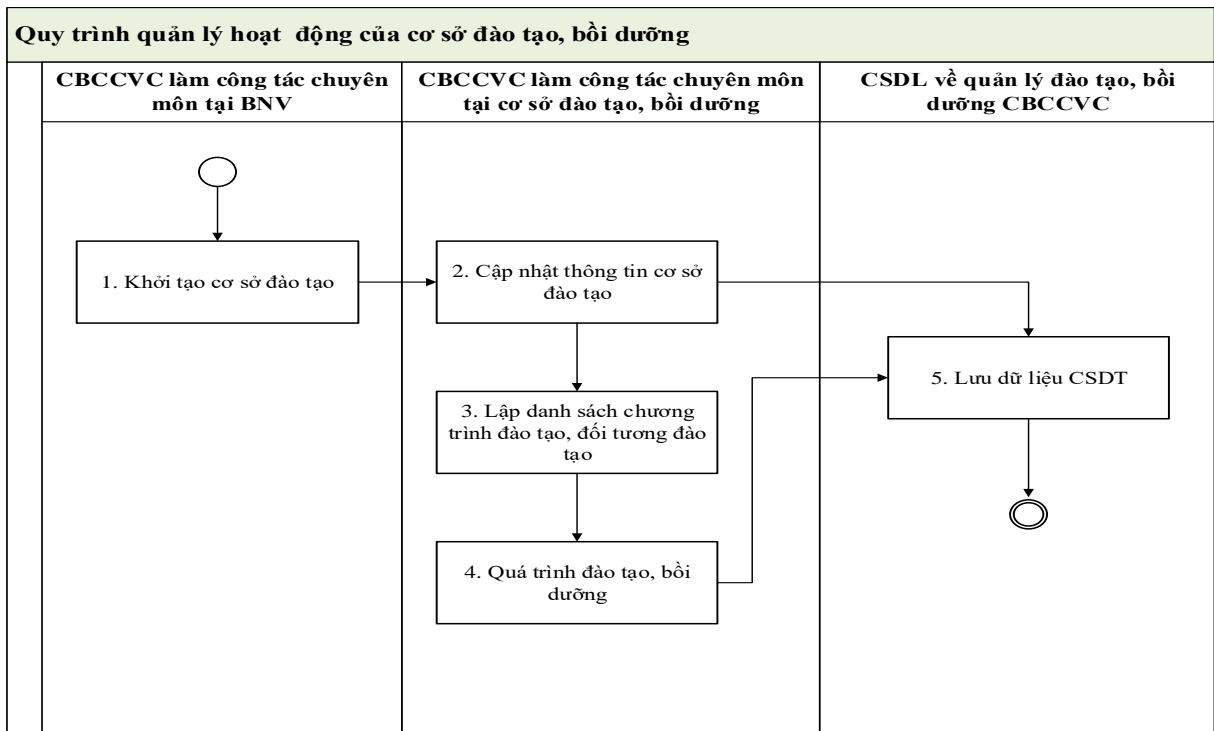 Quy trình quản lý hoạt động của cơ sở đào tạo, bồi dưỡng
CBCCVC làm công tác chuyên
môn tại BNV
CBCCVC làm công tác chuyên môn
tại cơ sở đào tạo, bồi dưỡng
CSDL về quản lý đào tạo, bồi
dưỡng CBCCVC
1. Khởi tạo cơ sở đào tạo
2. Cập nhật thông tin cơ sở
đào tạo
3. Lập danh sách chương
trình đào tạo, đối tương đào
tạo
4. Quá trình đào tạo, bồi
dưỡng
5. Lưu dữ liệu CSDT